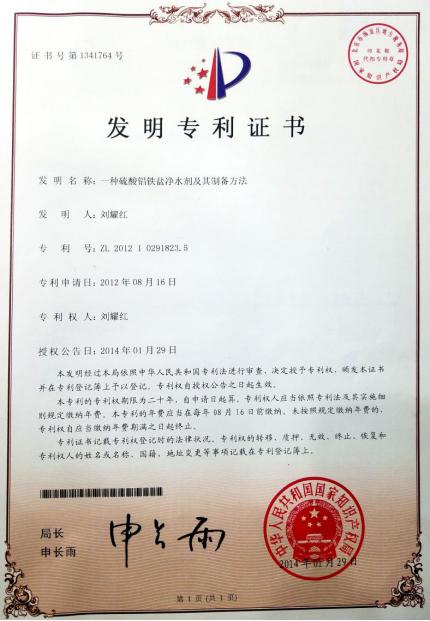 证书号第1341764号
发明专利证书
发明名称：一种硫酸铝铁盐净水剂及其制备方法
发明人：刘耀红
专利号：ZL 2012 1 0291823.5
专利申请日：2012年08月16日
专利权人：刘耀红
授权公告日：2014年01月29日
本发明经过本局依照中华人民共和国专利法进行审查，决定授予专利权，颁发本证书
并在专利登记簿上予以登记。专利权自授权公告之日起生效。
本专利的专利权期限为二十年，自申请日起算。专利权人应当依照专利法及其实施细
则规定缴纳年费。本专利的年费应当在每年08月16日前缴纳。未按照规定缴纳年费的，
专利权自应当缴纳年费期满之日起终止。
专利证书记载专利权登记时的法律状况。专利权的转移、质押、无效、终止、恢复和
专利权人的姓名或名称、国籍、地址变更等事项记载在专利登记簿上。
局长
申长雨
申长雨
中华人民共和国国家知识产权局
2014年01月29日
第1页（共1页）